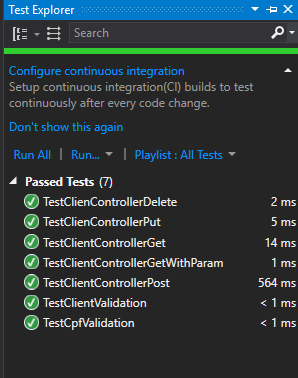 Test Explorer
Search
Configure continuous integration
Setup continuous integration(CI) builds to test
continuously after every code change.
Don't show this again
Run All | Run... | Playlist : All Tests
Passed Tests (7)
TestClienControllerDelete 2 ms
TestClienControllerPut 5 ms
TestClientControllerGet 14 ms
TestClientControllerGetWithParam 1 ms
TestClientControllerPost 564 ms
TestClientValidation < 1 ms
TestCpfValidation < 1 ms